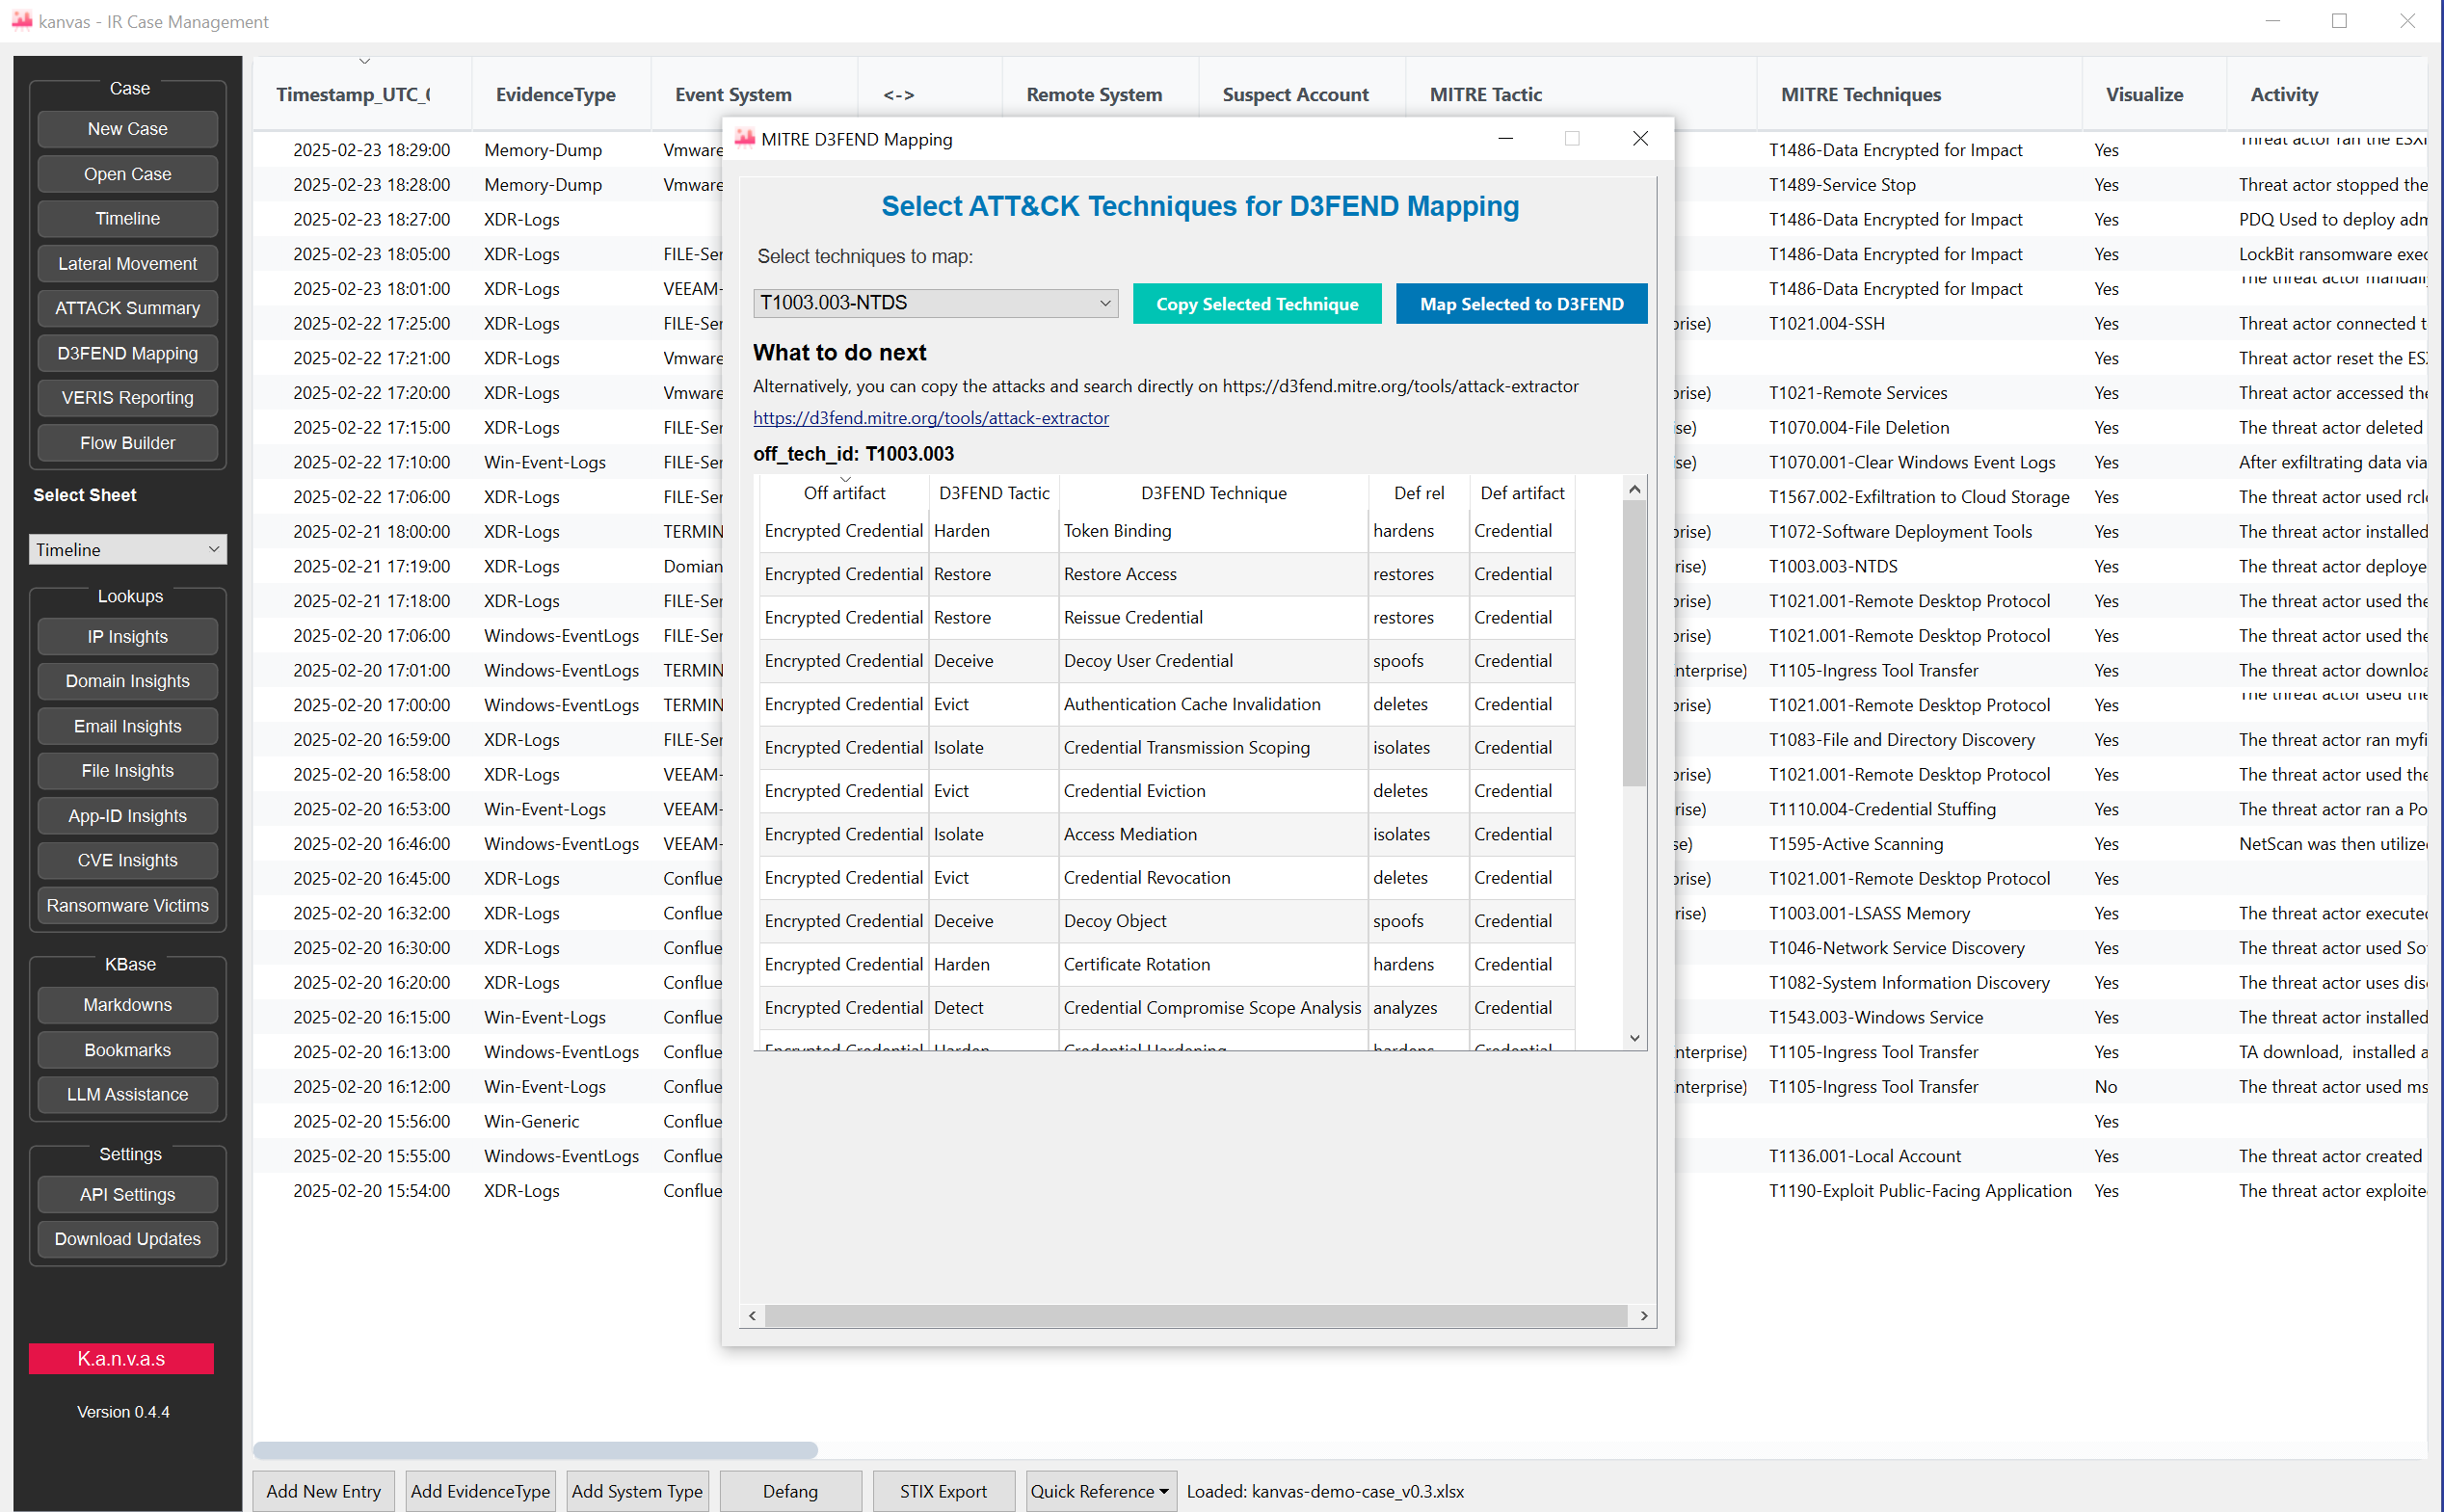 kanvas - IR Case Management
Case
New Case
Open Case
Timeline
Lateral Movement
ATTACK Summary
D3FEND Mapping
VERIS Reporting
Flow Builder
Select Sheet
Timeline
Lookups
IP Insights
Domain Insights
Email Insights
File Insights
App-ID Insights
CVE Insights
Ransomware Victims
KBase
Markdowns
Bookmarks
LLM Assistance
Settings
API Settings
Download Updates
K.a.n.v.a.s
Version 0.4.4
Timestamp_UTC_ EvidenceType Event System <-> Remote System Suspect Account MITRE Tactic MITRE Techniques Visualize Activity
2025-02-23 18:29:00 Memory-Dump Vmware T1486-Data Encrypted for Impact Yes Threat actor ran the ESXi
2025-02-23 18:28:00 Memory-Dump Vmware T1489-Service Stop Yes Threat actor stopped the
2025-02-23 18:27:00 XDR-Logs T1486-Data Encrypted for Impact Yes PDQ Used to deploy adm
2025-02-23 18:05:00 XDR-Logs FILE-Ser T1486-Data Encrypted for Impact Yes LockBit ransomware exec
2025-02-23 18:01:00 XDR-Logs VEEAM- T1486-Data Encrypted for Impact Yes The threat actor manually
2025-02-22 17:25:00 XDR-Logs FILE-Ser prise) T1021.004-SSH Yes Threat actor connected t
2025-02-22 17:21:00 XDR-Logs Vmware Yes Threat actor reset the ESX
2025-02-22 17:20:00 XDR-Logs Vmware prise) T1021-Remote Services Yes Threat actor accessed the
2025-02-22 17:15:00 XDR-Logs FILE-Ser se) T1070.004-File Deletion Yes The threat actor deleted
2025-02-22 17:10:00 Win-Event-Logs FILE-Ser se) T1070.001-Clear Windows Event Logs Yes After exfiltrating data via
2025-02-22 17:06:00 XDR-Logs FILE-Ser T1567.002-Exfiltration to Cloud Storage Yes The threat actor used rclo
2025-02-21 18:00:00 XDR-Logs TERMIN prise) T1072-Software Deployment Tools Yes The threat actor installed
2025-02-21 17:19:00 XDR-Logs Domian rise) T1003.003-NTDS Yes The threat actor deploye
2025-02-21 17:18:00 XDR-Logs FILE-Ser prise) T1021.001-Remote Desktop Protocol Yes The threat actor used the
2025-02-20 17:06:00 Windows-EventLogs FILE-Ser prise) T1021.001-Remote Desktop Protocol Yes The threat actor used the
2025-02-20 17:01:00 Windows-EventLogs TERMIN nterprise) T1105-Ingress Tool Transfer Yes The threat actor downloa
2025-02-20 17:00:00 Windows-EventLogs TERMIN prise) T1021.001-Remote Desktop Protocol Yes The threat actor used the
2025-02-20 16:59:00 XDR-Logs FILE-Ser T1083-File and Directory Discovery Yes The threat actor ran myfi
2025-02-20 16:58:00 XDR-Logs VEEAM- prise) T1021.001-Remote Desktop Protocol Yes The threat actor used the
2025-02-20 16:53:00 Win-Event-Logs VEEAM- rise) T1110.004-Credential Stuffing Yes The threat actor ran a Po
2025-02-20 16:46:00 Windows-EventLogs VEEAM- se) T1595-Active Scanning Yes NetScan was then utilize
2025-02-20 16:45:00 XDR-Logs Conflue prise) T1021.001-Remote Desktop Protocol Yes
2025-02-20 16:32:00 XDR-Logs Conflue rise) T1003.001-LSASS Memory Yes The threat actor executed
2025-02-20 16:30:00 XDR-Logs Conflue T1046-Network Service Discovery Yes The threat actor used So
2025-02-20 16:20:00 XDR-Logs Conflue T1082-System Information Discovery Yes The threat actor uses disc
2025-02-20 16:15:00 Win-Event-Logs Conflue T1543.003-Windows Service Yes The threat actor installed
2025-02-20 16:13:00 Windows-EventLogs Conflue nterprise) T1105-Ingress Tool Transfer Yes TA download, installed a
2025-02-20 16:12:00 Win-Event-Logs Conflue nterprise) T1105-Ingress Tool Transfer No The threat actor used ms
2025-02-20 15:56:00 Win-Generic Conflue Yes
2025-02-20 15:55:00 Windows-EventLogs Conflue T1136.001-Local Account Yes The threat actor created
2025-02-20 15:54:00 XDR-Logs Conflue T1190-Exploit Public-Facing Application Yes The threat actor exploite
MITRE D3FEND Mapping
Select ATT&CK Techniques for D3FEND Mapping
Select techniques to map:
T1003.003-NTDS Copy Selected Technique Map Selected to D3FEND
What to do next
Alternatively, you can copy the attacks and search directly on https://d3fend.mitre.org/tools/attack-extractor
https://d3fend.mitre.org/tools/attack-extractor
off_tech_id: T1003.003
Off artifact D3FEND Tactic D3FEND Technique Def rel Def artifact
Encrypted Credential Harden Token Binding hardens Credential
Encrypted Credential Restore Restore Access restores Credential
Encrypted Credential Restore Reissue Credential restores Credential
Encrypted Credential Deceive Decoy User Credential spoofs Credential
Encrypted Credential Evict Authentication Cache Invalidation deletes Credential
Encrypted Credential Isolate Credential Transmission Scoping isolates Credential
Encrypted Credential Evict Credential Eviction deletes Credential
Encrypted Credential Isolate Access Mediation isolates Credential
Encrypted Credential Evict Credential Revocation deletes Credential
Encrypted Credential Deceive Decoy Object spoofs Credential
Encrypted Credential Harden Certificate Rotation hardens Credential
Encrypted Credential Detect Credential Compromise Scope Analysis analyzes Credential
Encrypted Credential Harden Credential Hardening hardens Credential
Add New Entry Add EvidenceType Add System Type Defang STIX Export Quick Reference Loaded: kanvas-demo-case_v0.3.xlsx